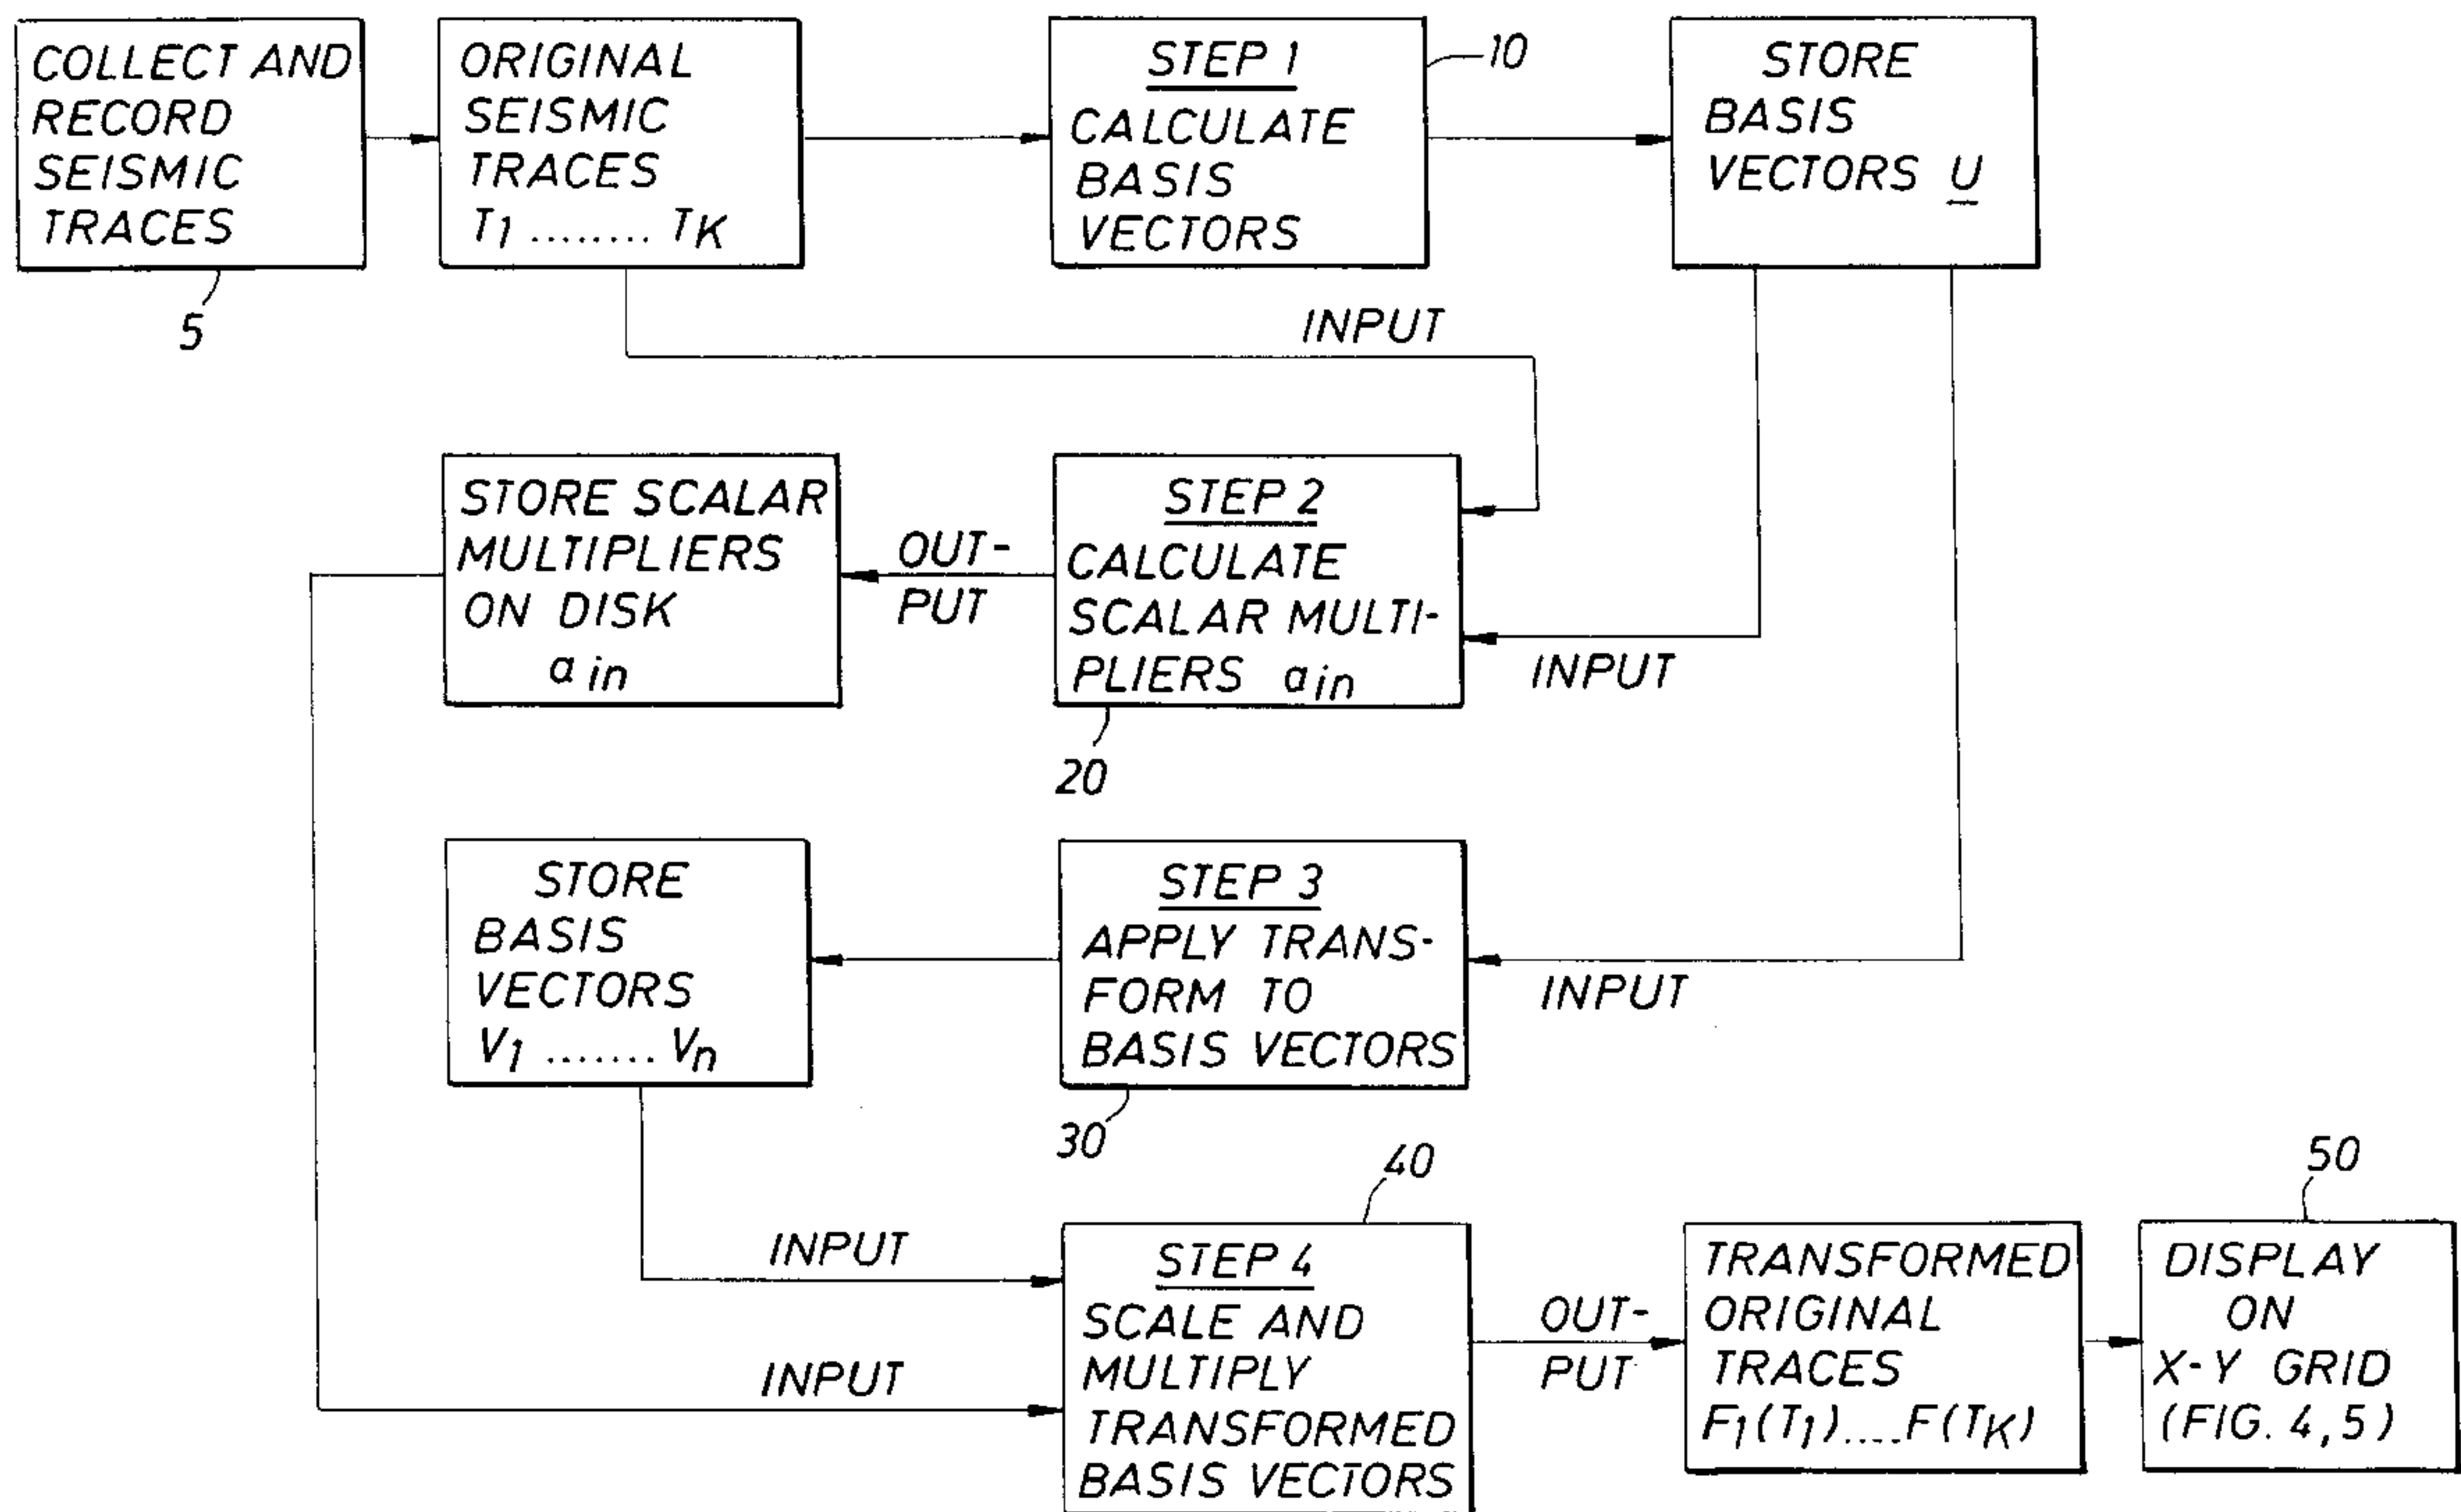 COLLECT AND
RECORD
SEISMIC
TRACES
5
ORIGINAL
SEISMIC
TRACES
T1 ........ TK
STEP 1
CALCULATE
BASIS
VECTORS
10
STORE
BASIS
VECTORS U
INPUT
STORE SCALAR
MULTIPLIERS
ON DISK
ain
OUT-
PUT
STEP 2
CALCULATE
SCALAR MULTI-
PLIERS ain
20
INPUT
STORE
BASIS
VECTORS
V1 ....... Vn
STEP 3
APPLY TRANS-
FORM TO
BASIS VECTORS
30
INPUT
INPUT
INPUT
40
STEP 4
SCALE AND
MULTIPLY
TRANSFORMED
BASIS VECTORS
OUT-
PUT
TRANSFORMED
ORIGINAL
TRACES
F1(T1)....F(TK)
50
DISPLAY
ON
X-Y GRID
(FIG. 4,5)